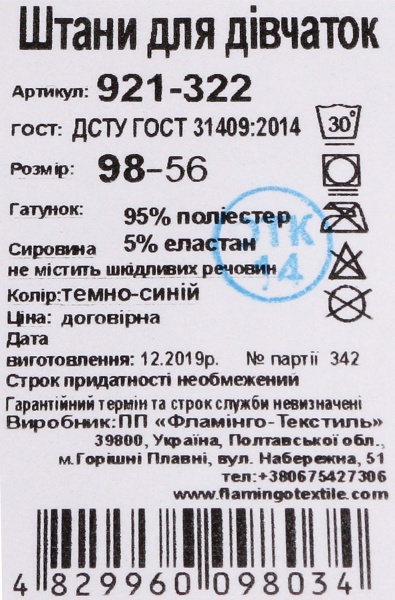 Штани для дівчаток
Артикул: 921-322
гост: ДСТУ ГОСТ 31409:2014
30°
Розмір: 98-56
Гатунок: 95% поліестер
Сировина 5% еластан
ПК
14
не містить шкідливих речовин
Колір:темно-синій
Ціна: договірна
Дата
виготовлення: 12.2019р. № партії 342
Строк придатності необмежений
Гарантійний термін та строк служби невизначені
Виробник:ПП «Фламінго-Текстиль»
39800, Україна, Полтавської обл.,
м.Горішні Плавні, вул. Набережна, 51
тел:+380675427306
www.flamingotextile.com
4 829960 098034